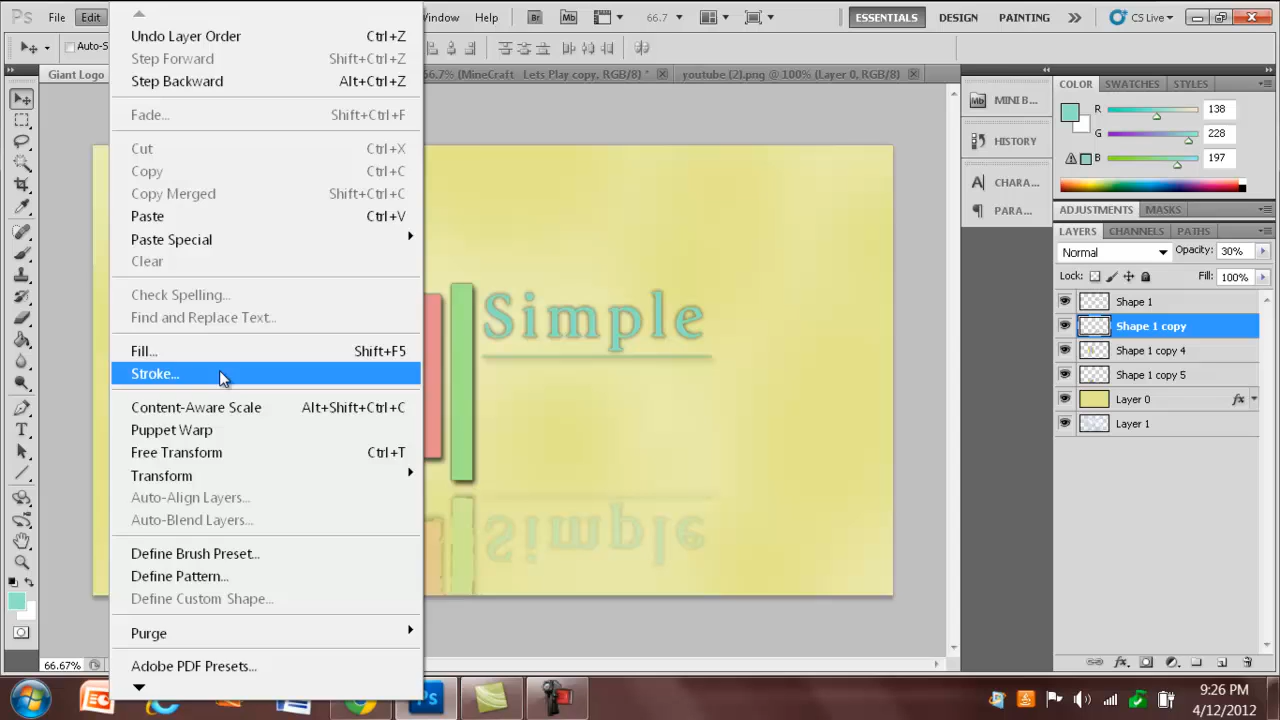 Ps File Edit Window Help Br Mb 66.7 ESSENTIALS DESIGN PAINTING CS Live
Auto-S
Giant Logo
66.7% (MineCraft Lets Play copy, RGB/8) *
youtube [2].png @ 100% (Layer 0, RGB/8)
Undo Layer Order Ctrl+Z
Step Forward Shift+Ctrl+Z
Step Backward Alt+Ctrl+Z
Fade... Shift+Ctrl+F
Cut Ctrl+X
Copy Ctrl+C
Copy Merged Shift+Ctrl+C
Paste Ctrl+V
Paste Special
Clear
Check Spelling...
Find and Replace Text...
Fill... Shift+F5
Stroke...
Content-Aware Scale Alt+Shift+Ctrl+C
Puppet Warp
Free Transform Ctrl+T
Transform
Auto-Align Layers...
Auto-Blend Layers...
Define Brush Preset...
Define Pattern...
Define Custom Shape...
Purge
Adobe PDF Presets...
Simple
Simple
Mb MINI B...
HISTORY
CHARA...
PARA...
COLOR SWATCHES STYLES
R 138
G 228
B 197
ADJUSTMENTS MASKS
LAYERS CHANNELS PATHS
Normal Opacity: 30%
Lock: Fill: 100%
Shape 1
Shape 1 copy
Shape 1 copy 4
Shape 1 copy 5
Layer 0 fx
Layer 1
66.67%
fx
Ps
9:26 PM
4/12/2012